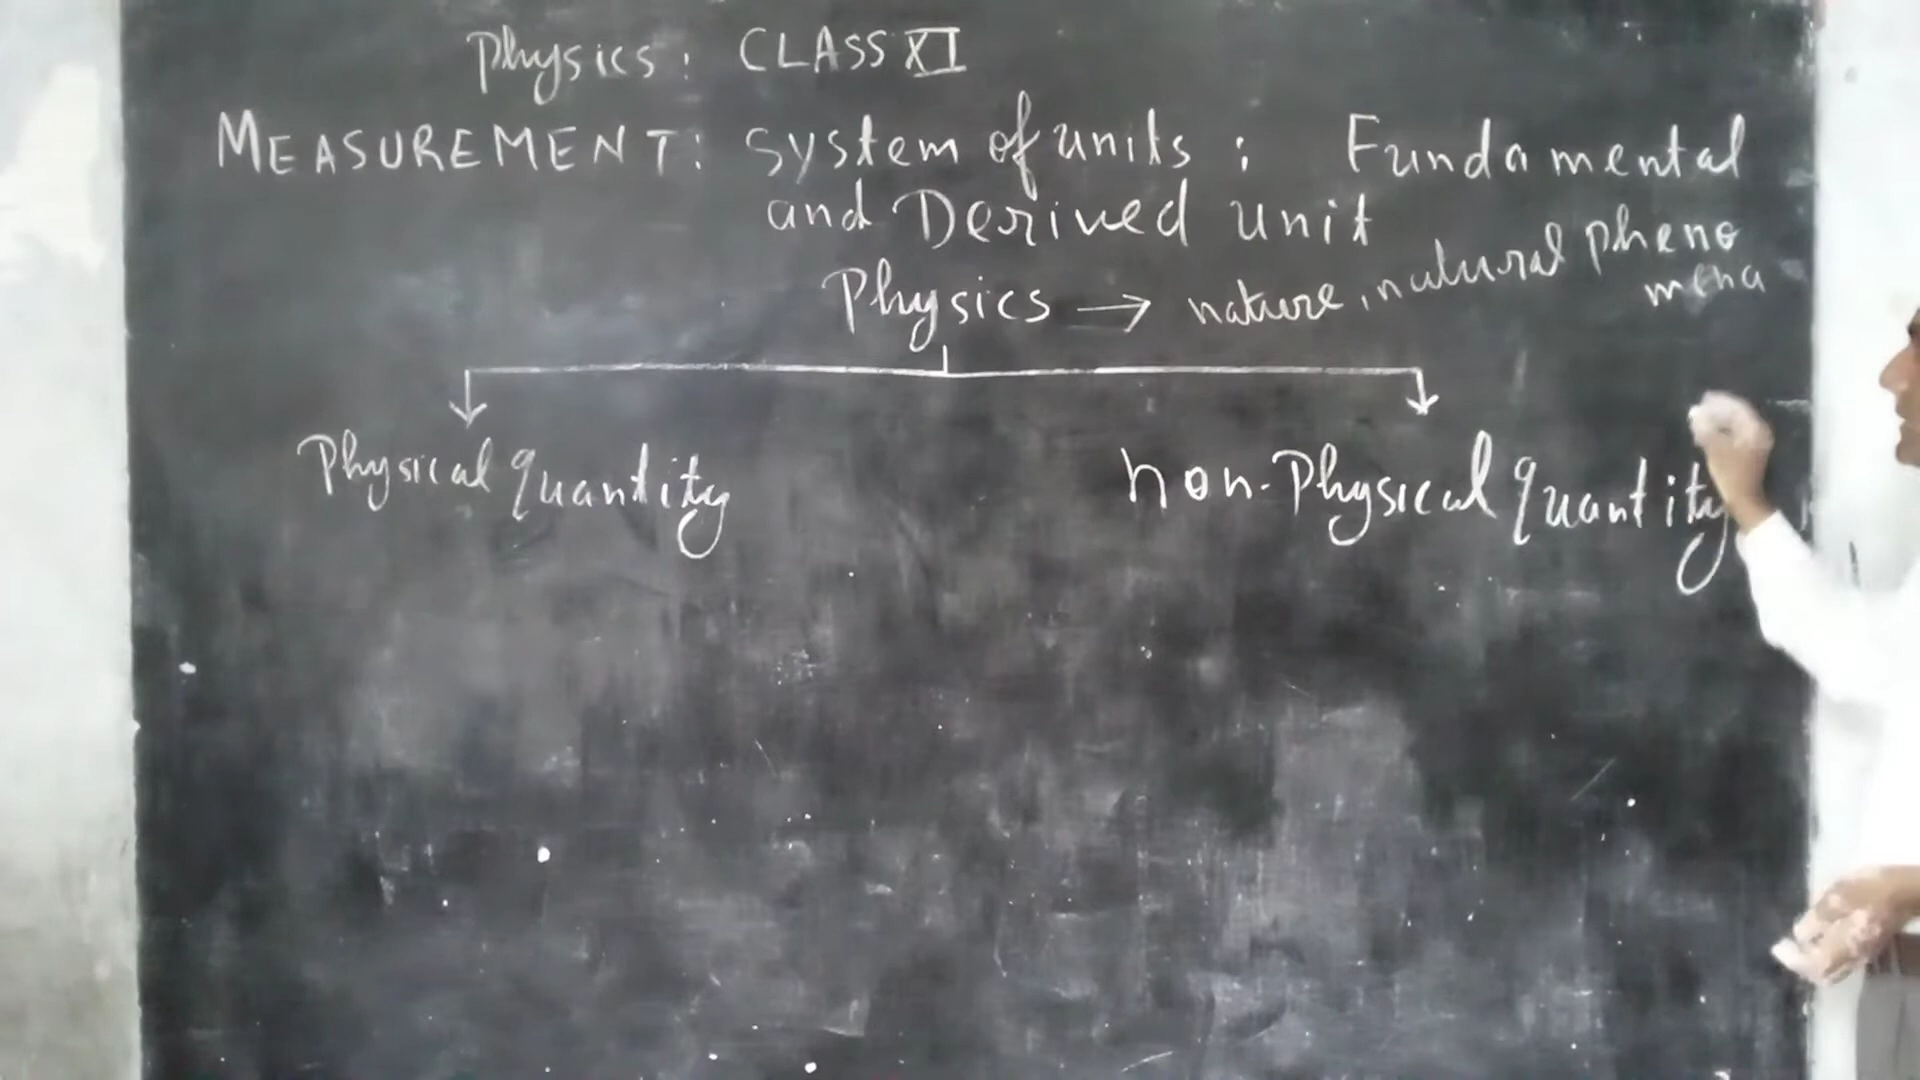 Physics: CLASS XI
MEASUREMENT: System of units: Fundamental
and Derived unit
Physics → nature, natural pheno
mena
Physical quantity non-Physical quantity